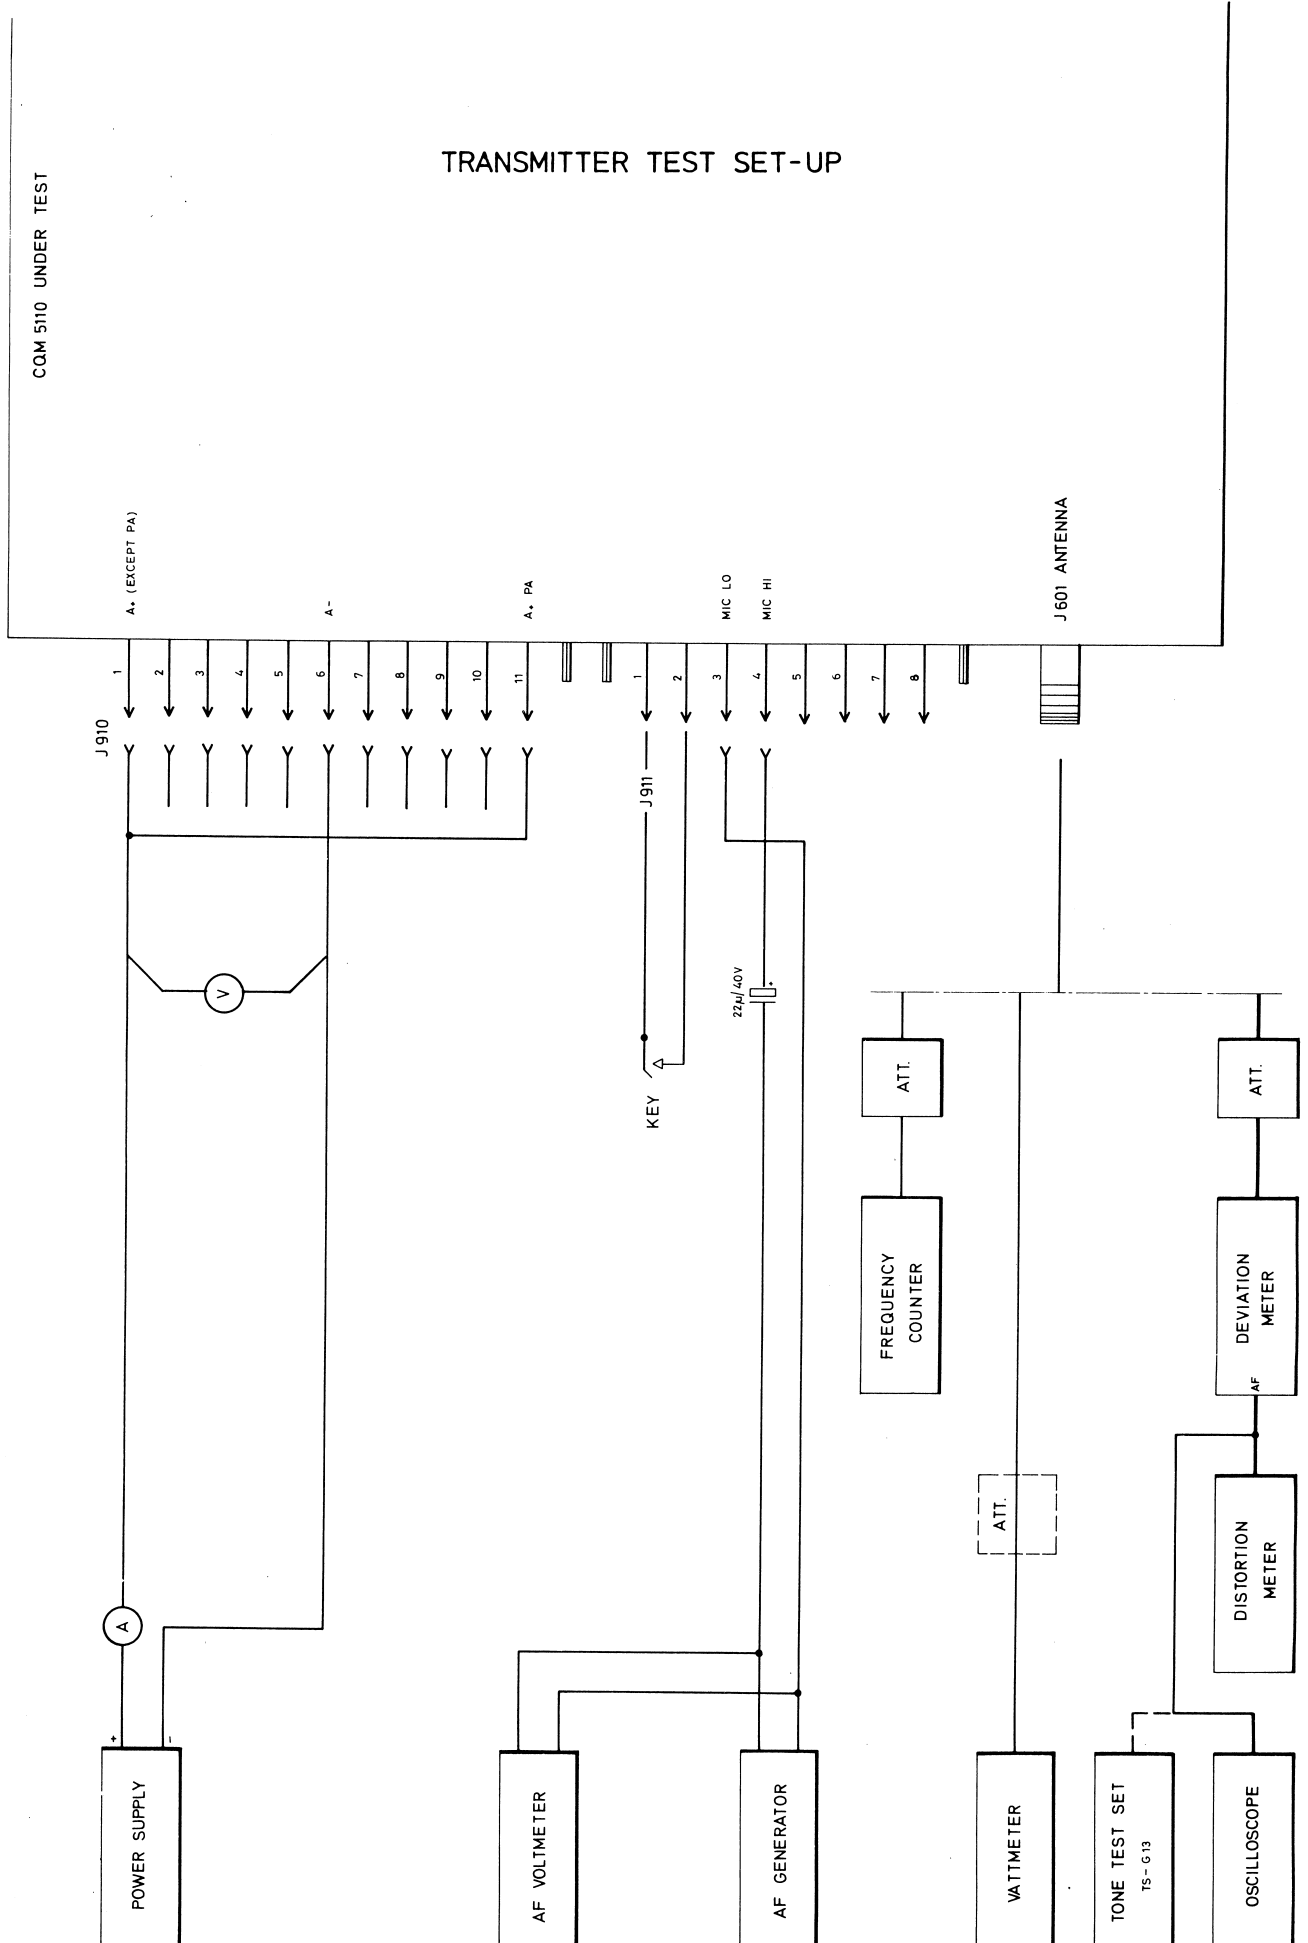 TRANSMITTER TEST SET-UP
CQM 5110 UNDER TEST
A+ (EXCEPT PA)
A-
A+ PA
MIC LO
MIC HI
J601 ANTENNA
1
2
3
4
5
6
7
8
9
10
11
1
2
3
4
5
6
7
8
J910
J911
V
22µ/40V
+
KEY
ATT.
ATT.
FREQUENCY
COUNTER
DEVIATION
METER
AF
ATT.
DISTORTION
METER
A
+
-
POWER SUPPLY
AF VOLTMETER
AF GENERATOR
VATTMETER
TONE TEST SET
TS-G13
OSCILLOSCOPE